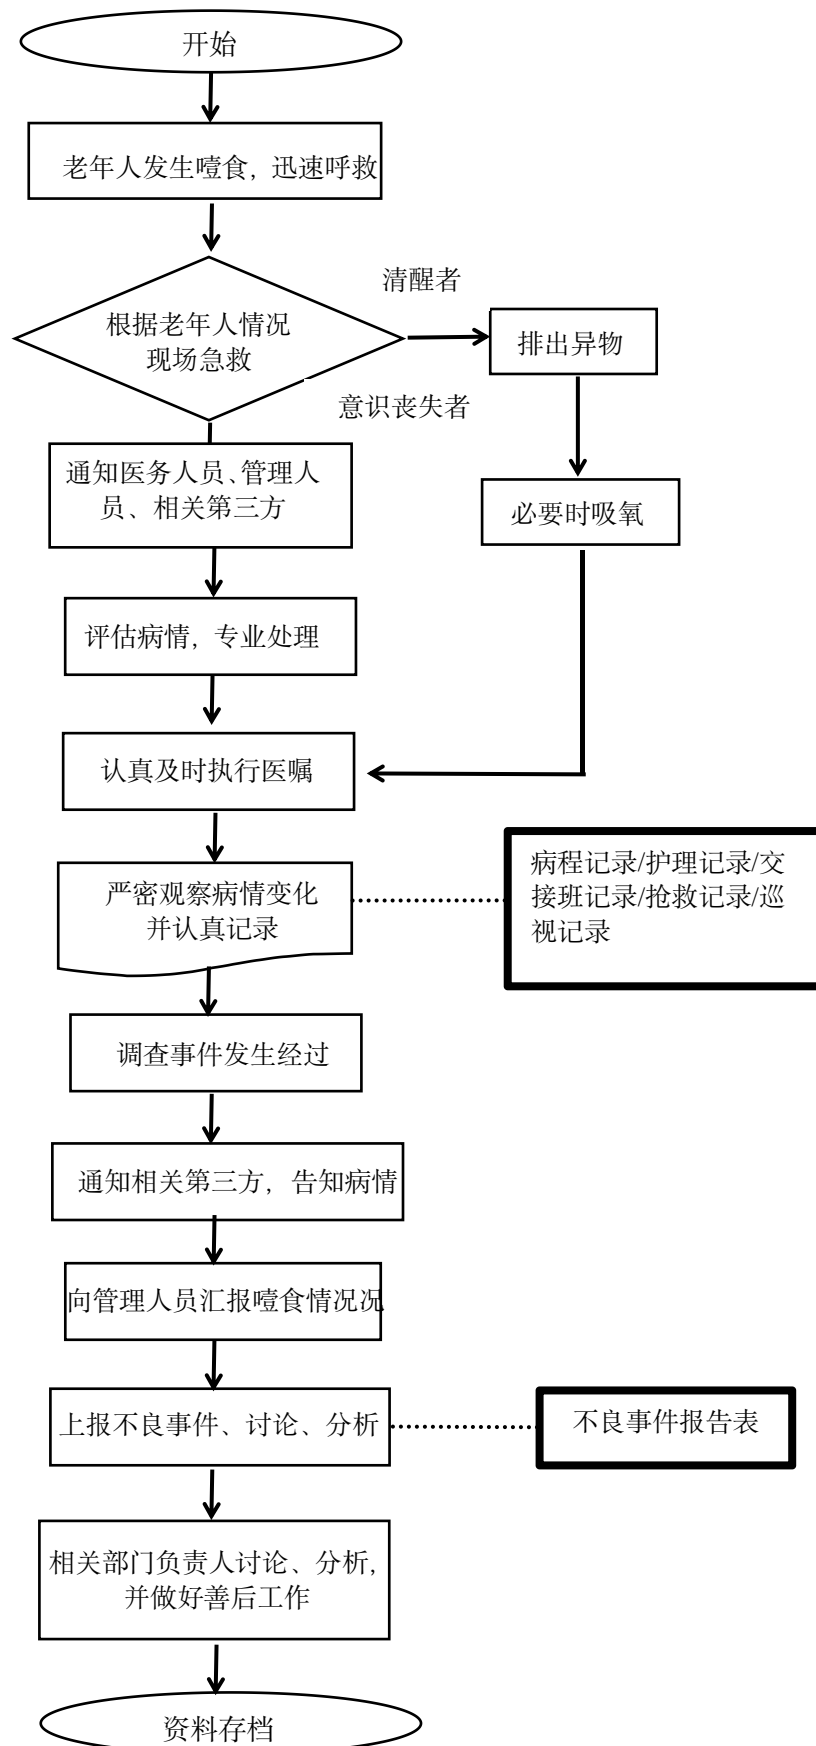 开始
老年人发生噎食，迅速呼救
清醒者
根据老年人情况
现场急救
排出异物
意识丧失者
通知医务人员、管理人
员、相关第三方
必要时吸氧
评估病情，专业处理
认真及时执行医嘱
严密观察病情变化
并认真记录
病程记录/护理记录/交
接班记录/抢救记录/巡
视记录
调查事件发生经过
通知相关第三方，告知病情
向管理人员汇报噎食情况况
上报不良事件、讨论、分析
不良事件报告表
相关部门负责人讨论、分析，
并做好善后工作
资料存档